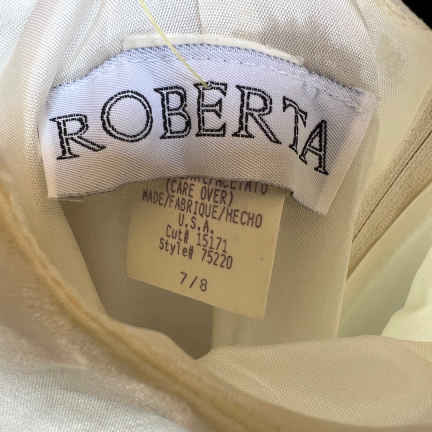 ROBERTA
(CARE OVER)
MADE/FABRIQUE/HECHO
U.S.A.
Cut# 15171
Style# 75220
7/8